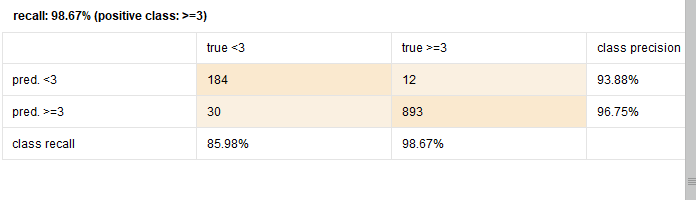 recall: 98.67% (positive class: >=3)
true <3 true >=3 class precision
pred. <3 184 12 93.88%
pred. >=3 30 893 96.75%
class recall 85.98% 98.67%